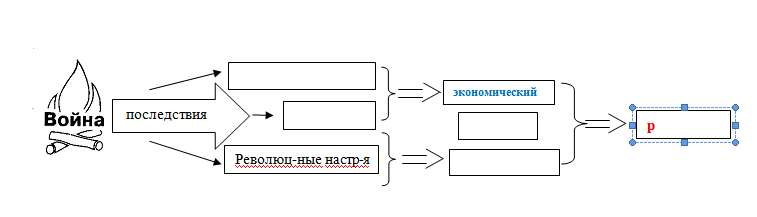 экономический
Война
последствия
р
Революц-ные настр-я